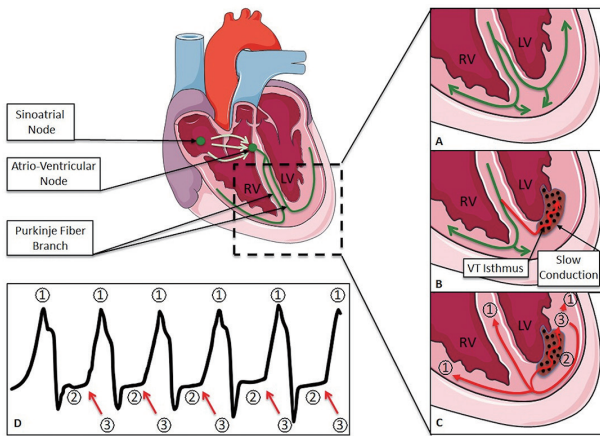 Sinoatrial
Node
Atrio-Ventricular
Node
Purkinje Fiber
Branch
RV
LV
RV
LV
A
RV
LV
VT Isthmus
Slow
Conduction
B
① ① ① ① ① ①
② ② ② ② ②
③ ③ ③ ③ ③
D
①
①
LV
③
RV
②
①
C